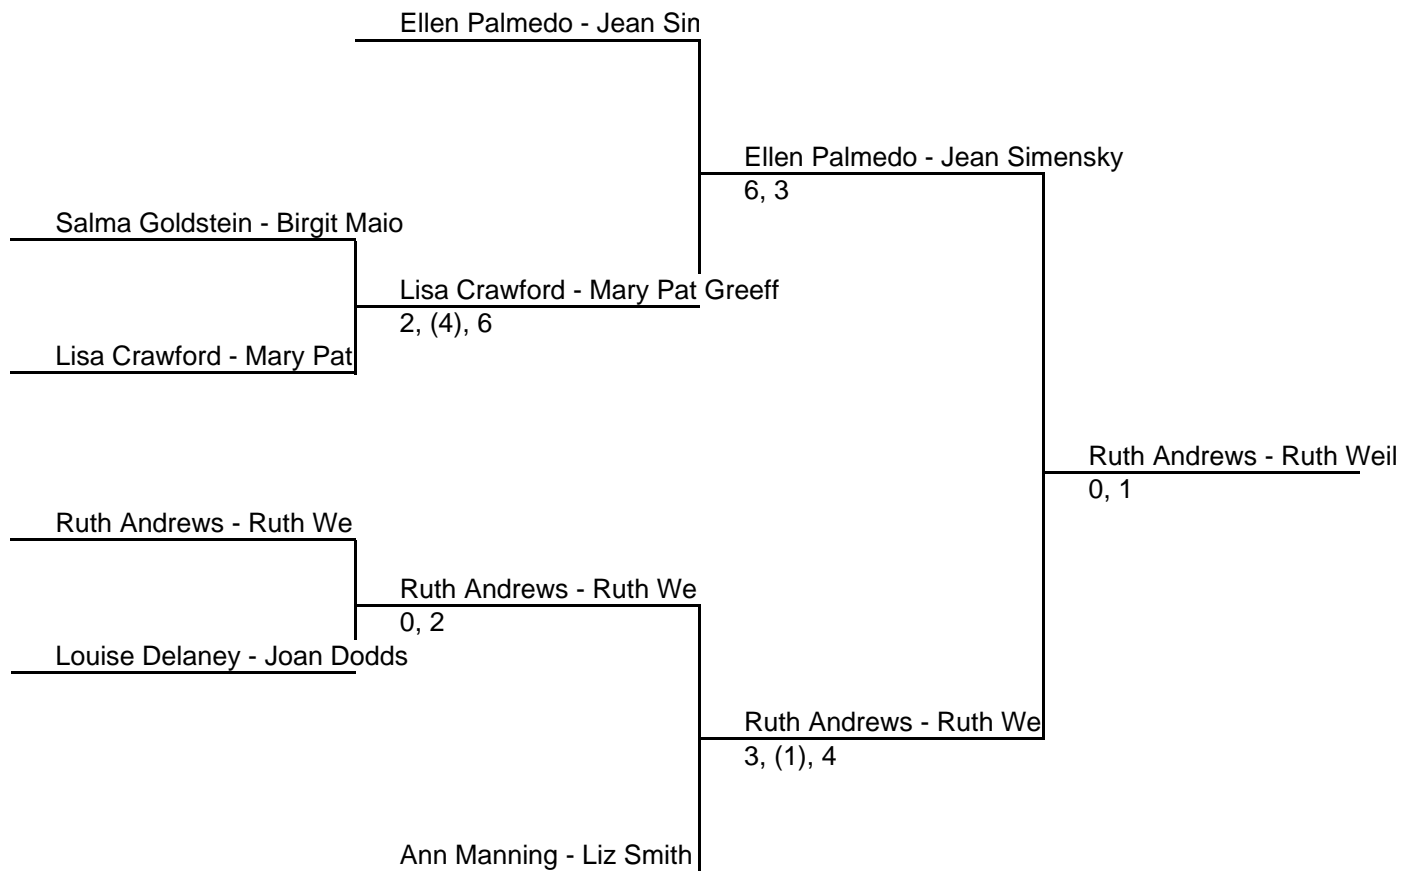 Ellen Palmedo - Jean Sin
Ellen Palmedo - Jean Simensky
6, 3
Salma Goldstein - Birgit Maio
Lisa Crawford - Mary Pat Greeff
2, (4), 6
Lisa Crawford - Mary Pat
Ruth Andrews - Ruth Weil
0, 1
Ruth Andrews - Ruth We
Ruth Andrews - Ruth We
0, 2
Louise Delaney - Joan Dodds
Ruth Andrews - Ruth We
3, (1), 4
Ann Manning - Liz Smith